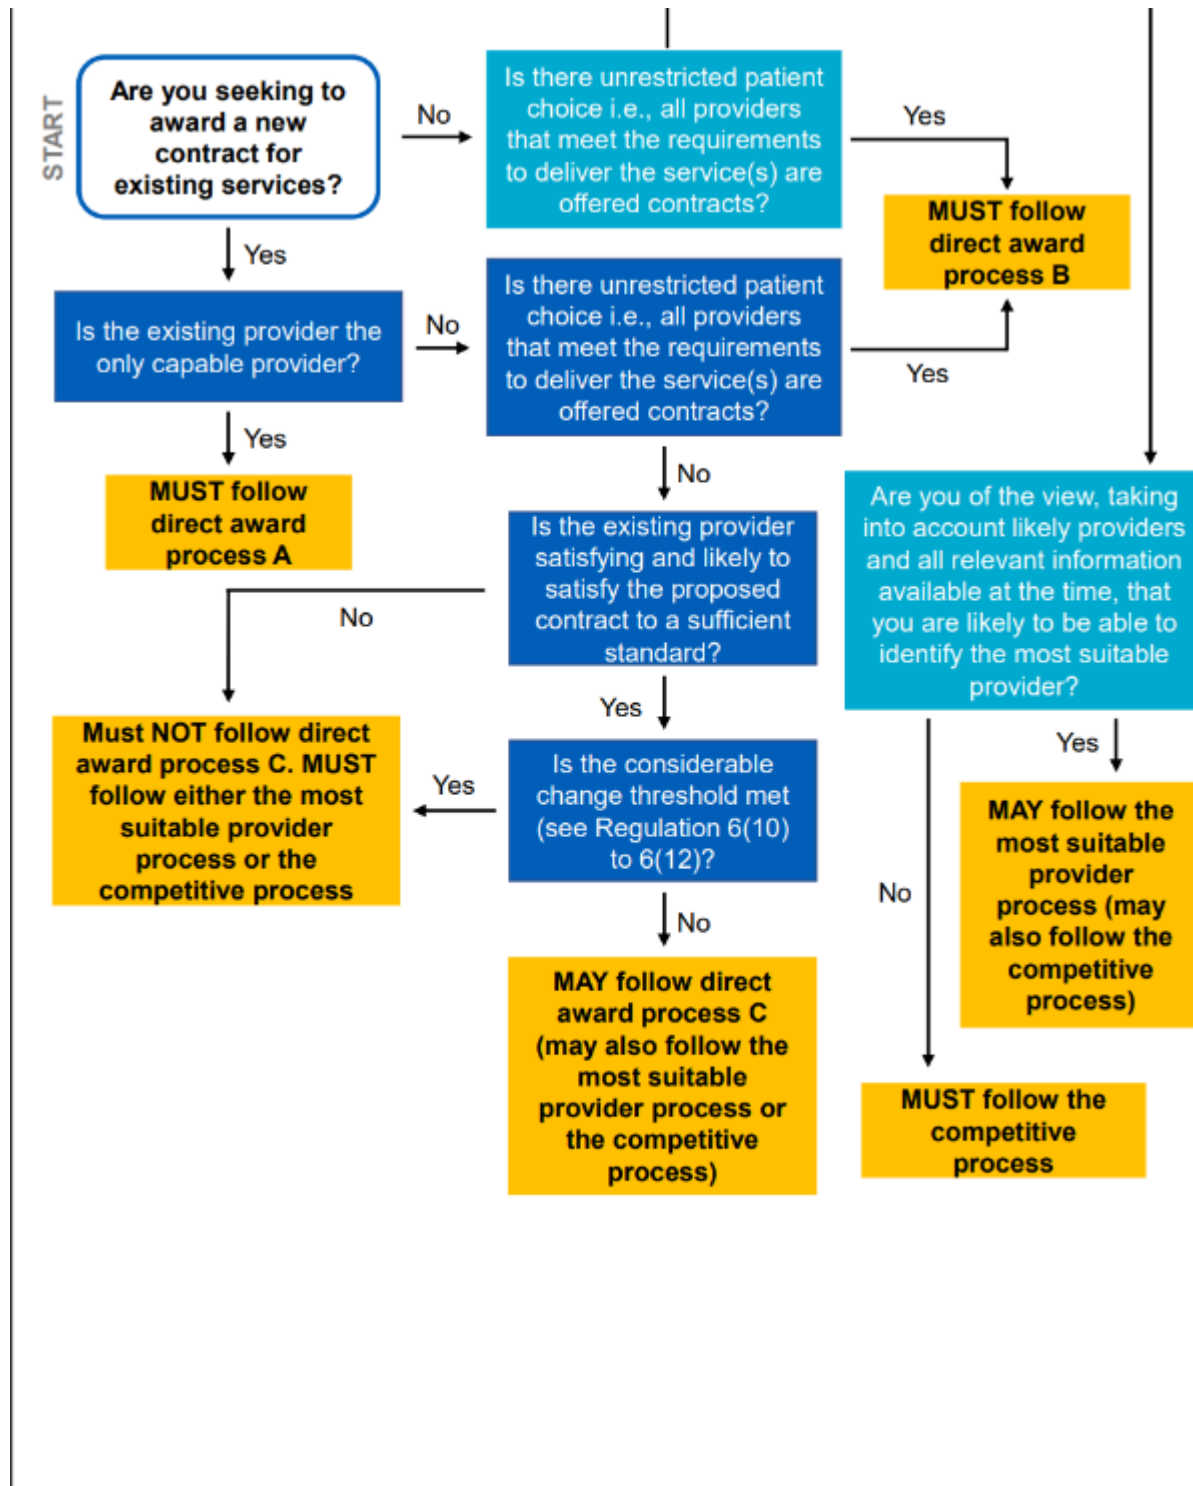 START
Are you seeking to
award a new
contract for
existing services?
No
Is there unrestricted patient
choice i.e., all providers
that meet the requirements
to deliver the service(s) are
offered contracts?
Yes
MUST follow
direct award
process B
Yes
Is the existing provider the
only capable provider?
No
Is there unrestricted patient
choice i.e., all providers
that meet the requirements
to deliver the service(s) are
offered contracts?
Yes
Yes
MUST follow
direct award
process A
No
Is the existing provider
satisfying and likely to
satisfy the proposed
contract to a sufficient
standard?
No
Must NOT follow direct
award process C. MUST
follow either the most
suitable provider
process or the
competitive process
Yes
Is the considerable
change threshold met
(see Regulation 6(10)
to 6(12)?
Yes
No
MAY follow direct
award process C
(may also follow the
most suitable
provider process or
the competitive
process)
Are you of the view, taking
into account likely providers
and all relevant information
available at the time, that
you are likely to be able to
identify the most suitable
provider?
Yes
MAY follow the
most suitable
provider
process (may
also follow the
competitive
process)
No
MUST follow the
competitive
process